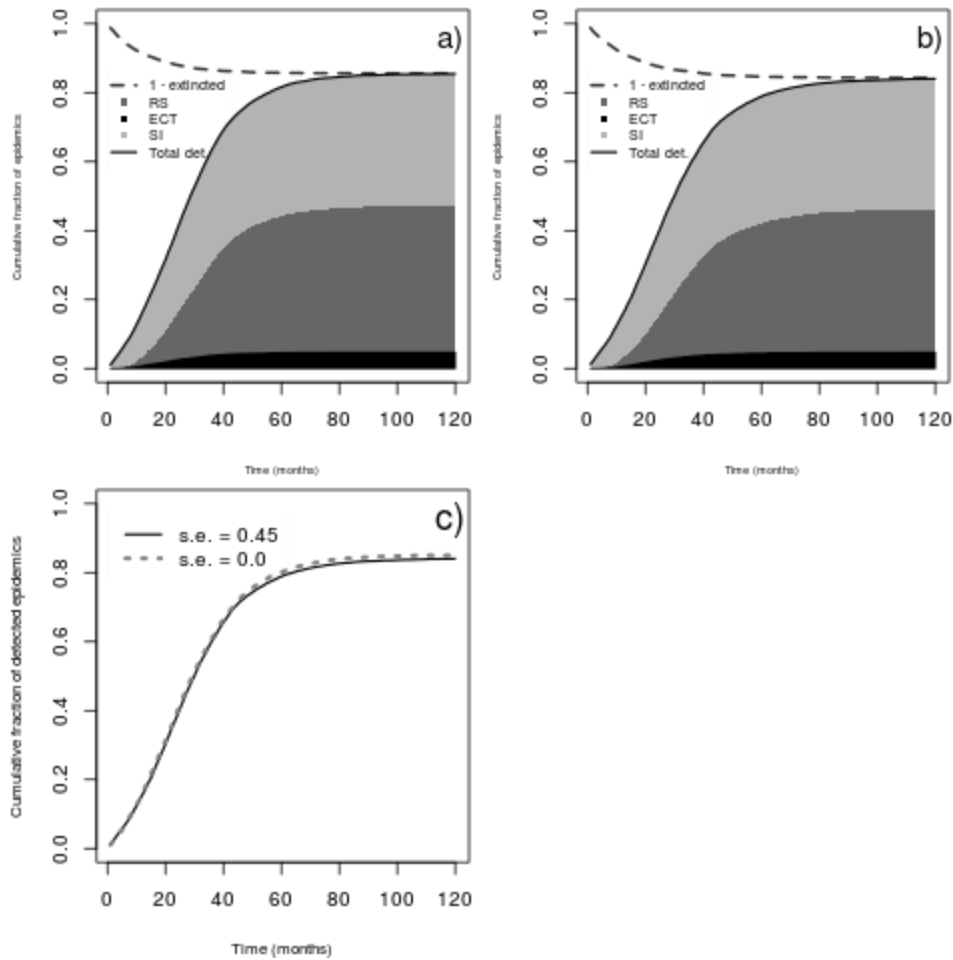 a)
1.0
0.8
0.6
0.4
0.2
0.0
Cumulative fraction of epidemics
1 - extincted
RS
ECT
SI
Total det.
0 20 40 60 80 100 120
Time (months)
b)
1.0
0.8
0.6
0.4
0.2
0.0
Cumulative fraction of epidemics
1 - extincted
RS
ECT
SI
Total det.
0 20 40 60 80 100 120
Time (months)
c)
1.0
0.8
0.6
0.4
0.2
0.0
Cumulative fraction of detected epidemics
s.e. = 0.45
s.e. = 0.0
0 20 40 60 80 100 120
Time (months)